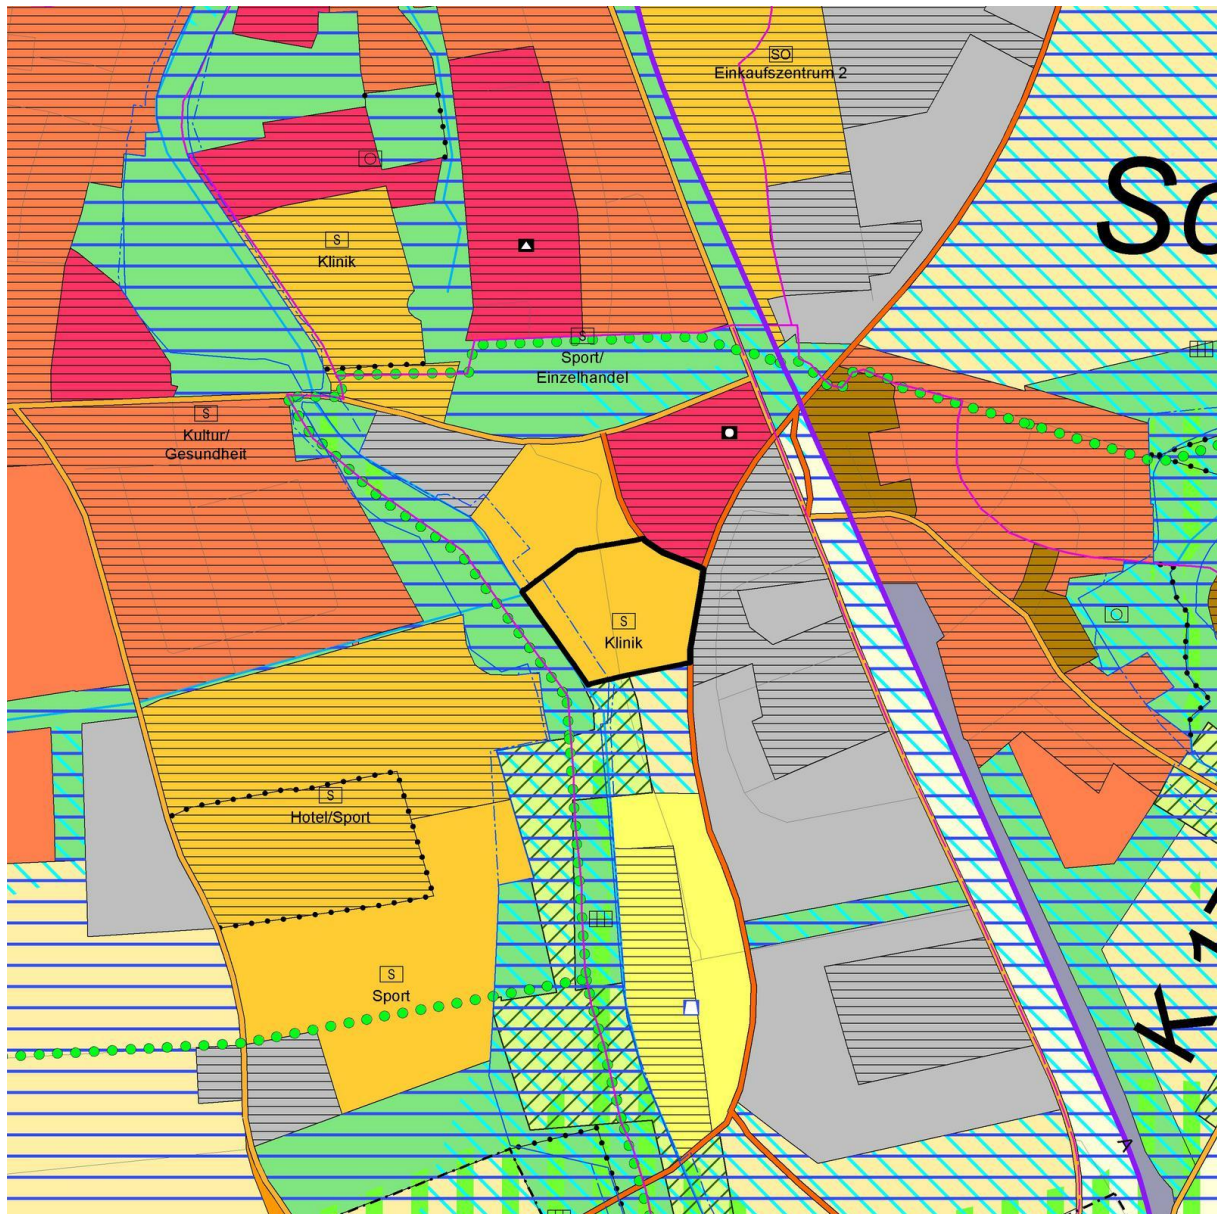 SO
Einkaufszentrum 2
S
Klinik
S
Sport/
Einzelhandel
S
Kultur/
Gesundheit
S
Klinik
S
Hotel/Sport
S
Sport